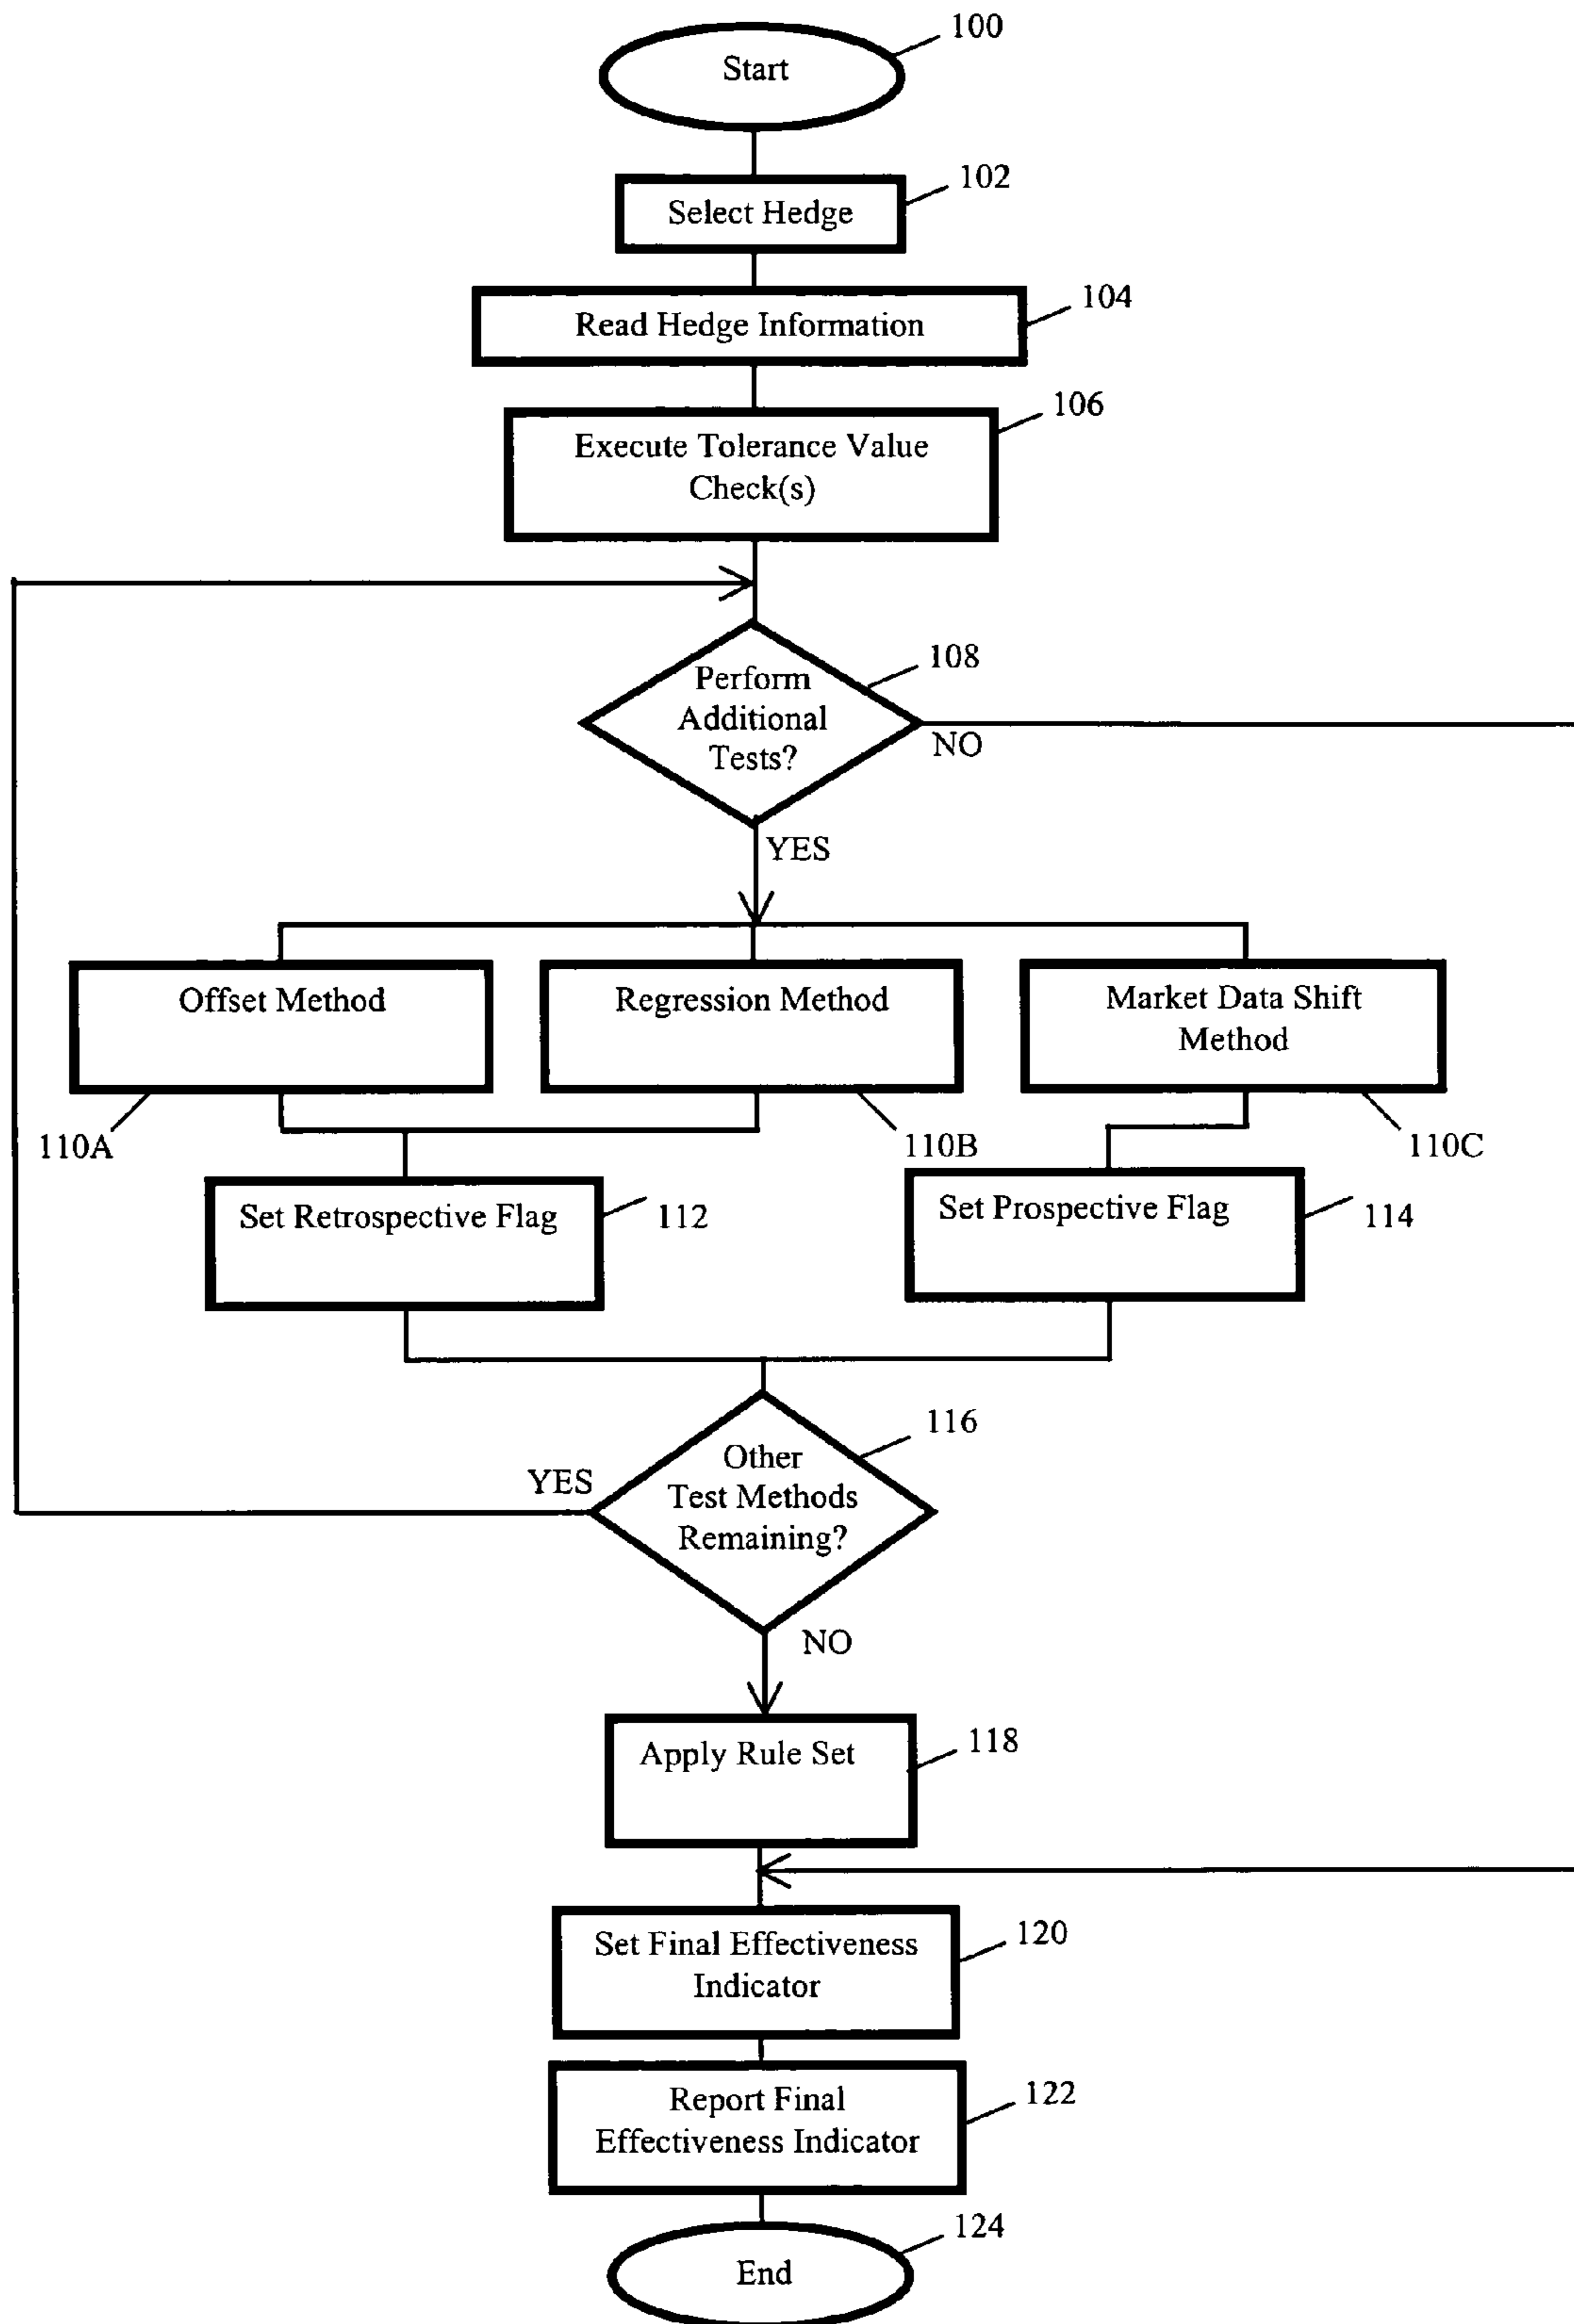 100
Start
102
Select Hedge
104
Read Hedge Information
106
Execute Tolerance Value
Check(s)
108
Perform
Additional
Tests?
NO
YES
Offset Method
Regression Method
Market Data Shift
Method
110A
110B
110C
Set Retrospective Flag
112
Set Prospective Flag
114
116
Other
Test Methods
Remaining?
YES
NO
118
Apply Rule Set
120
Set Final Effectiveness
Indicator
122
Report Final
Effectiveness Indicator
124
End